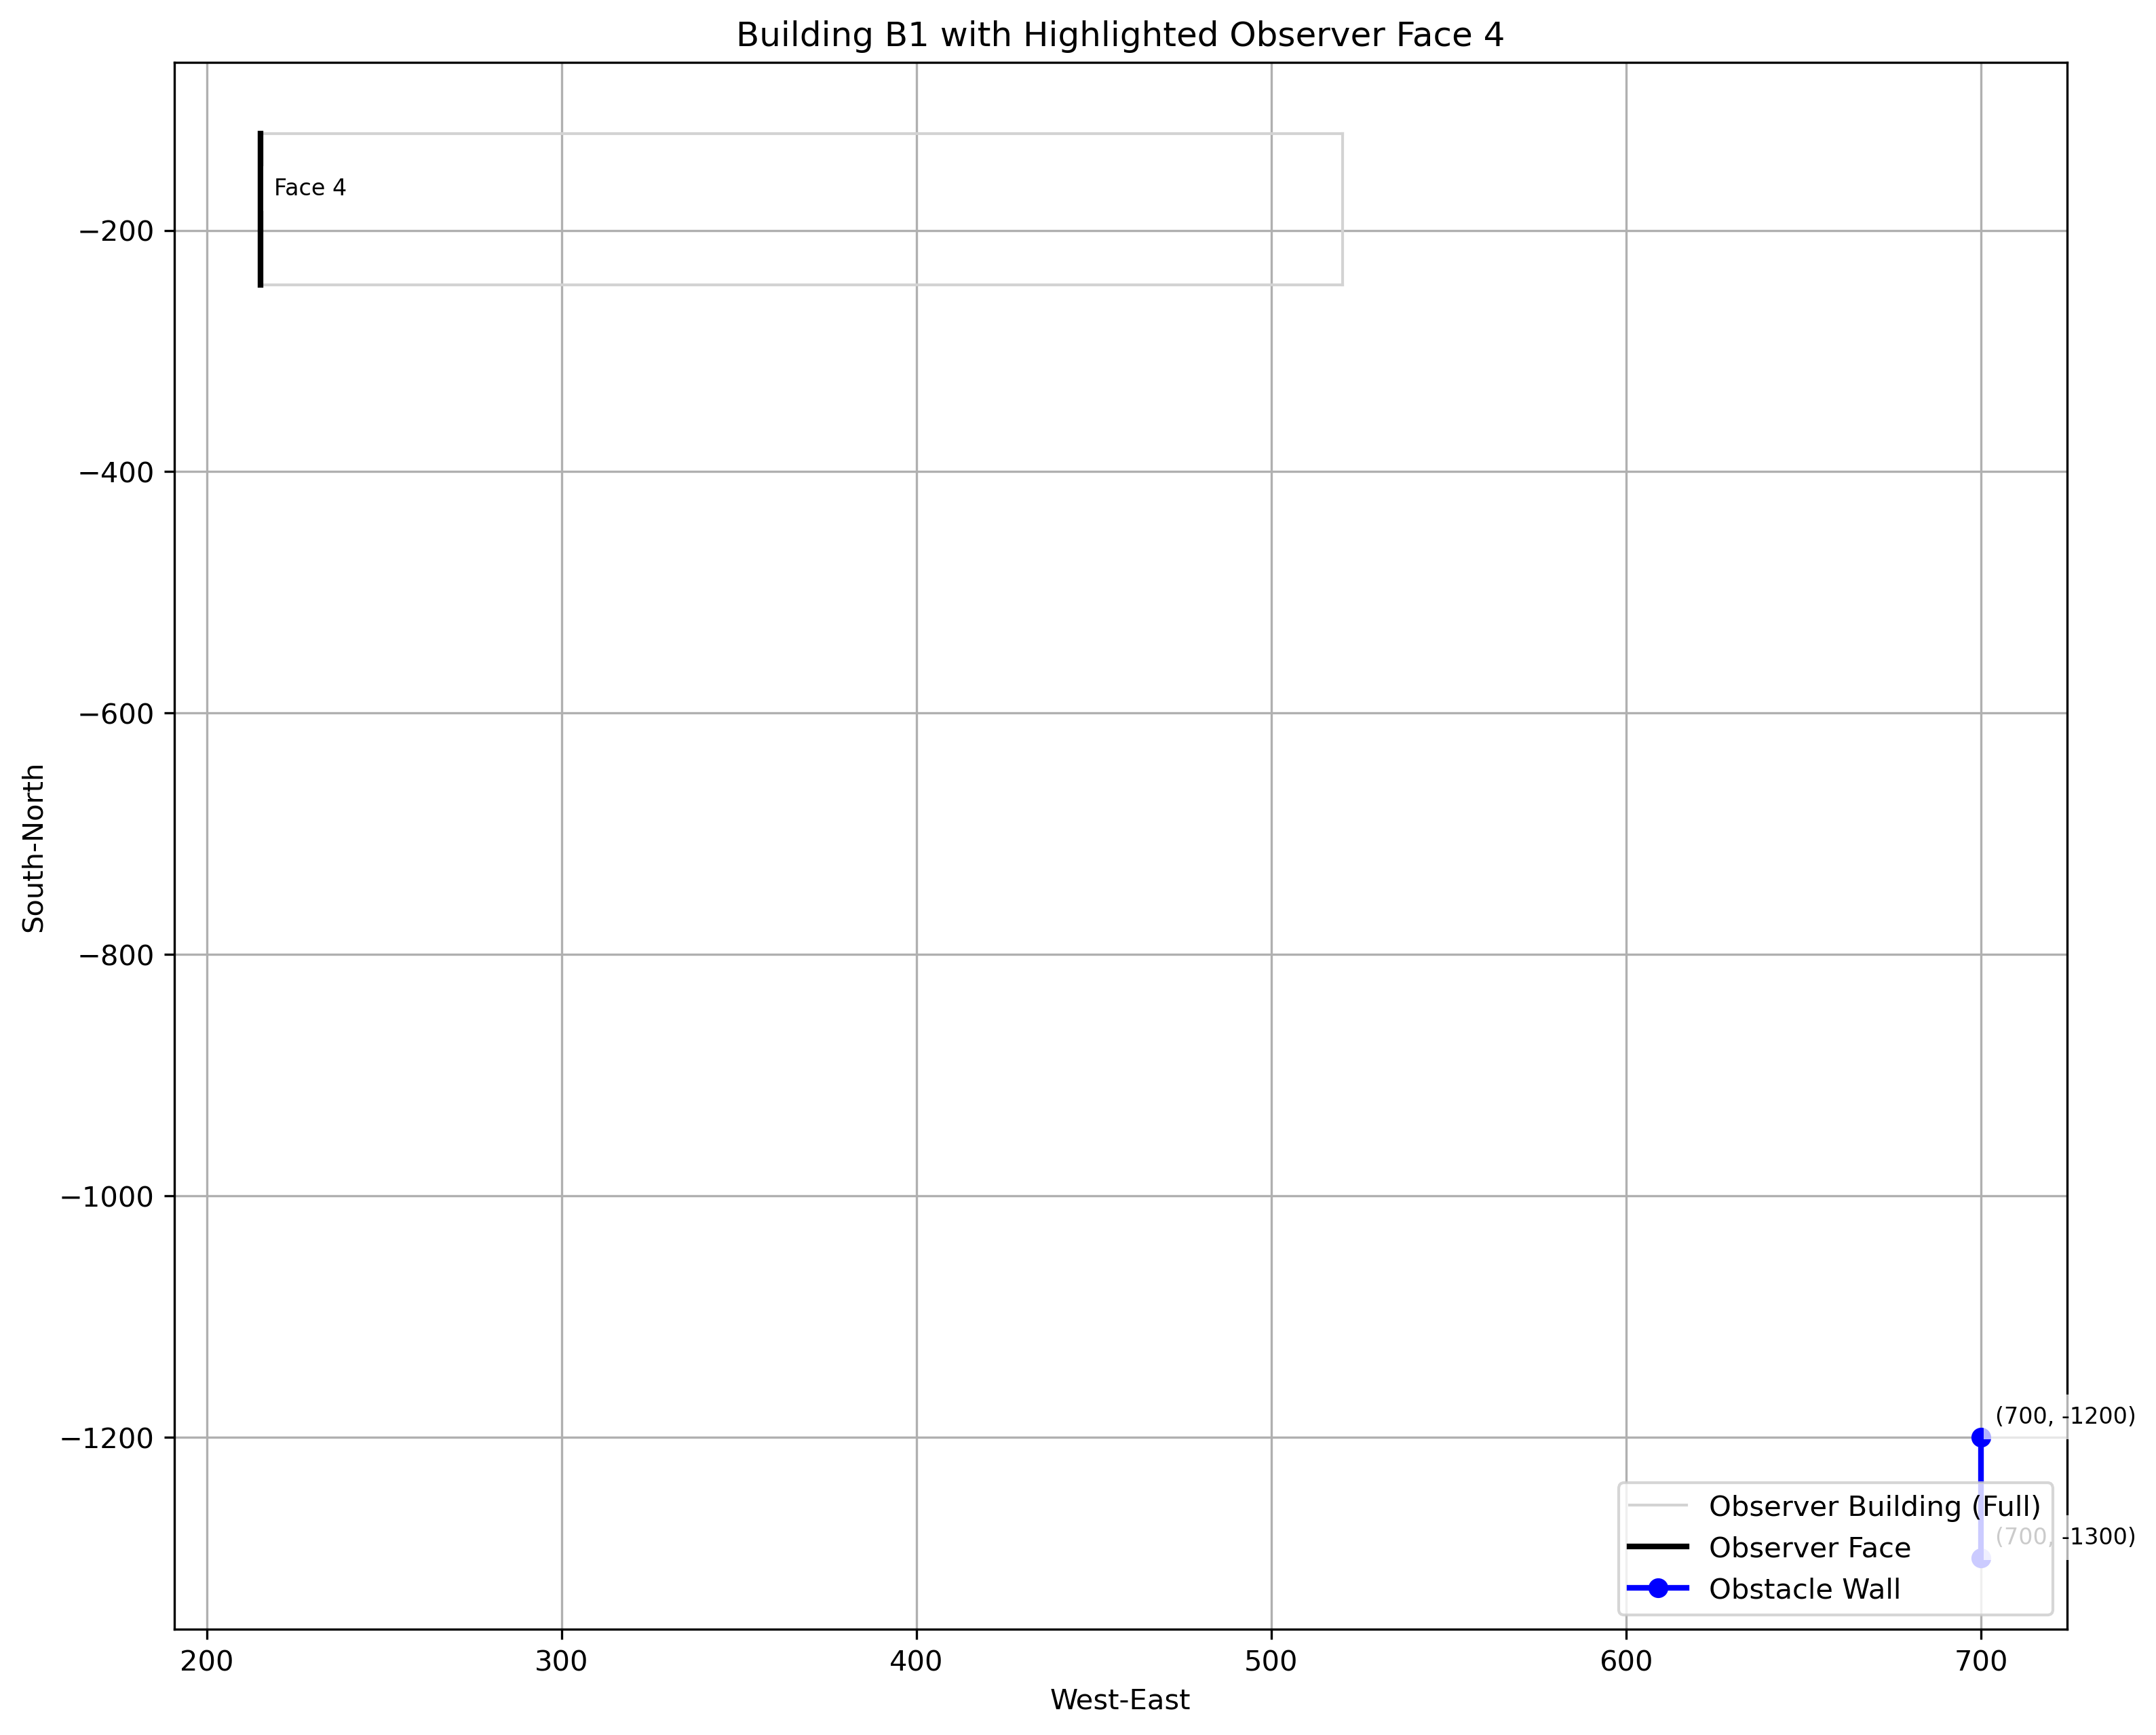 Building B1 with Highlighted Observer Face 4
Face 4
−200
−400
−600
−800
−1000
−1200
South-North
(700, -1200)
(700, -1300)
Observer Building (Full)
Observer Face
Obstacle Wall
200
300
400
500
600
700
West-East